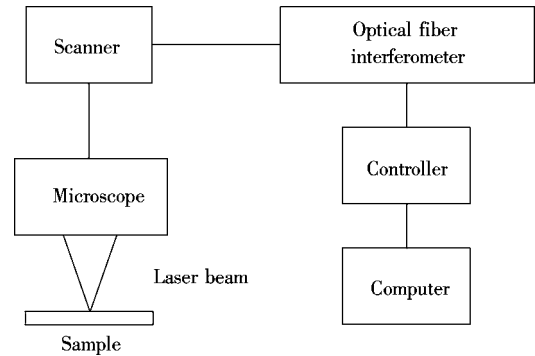 Scanner
Optical fiber
interferometer
Controller
Microscope
Laser beam
Computer
Sample